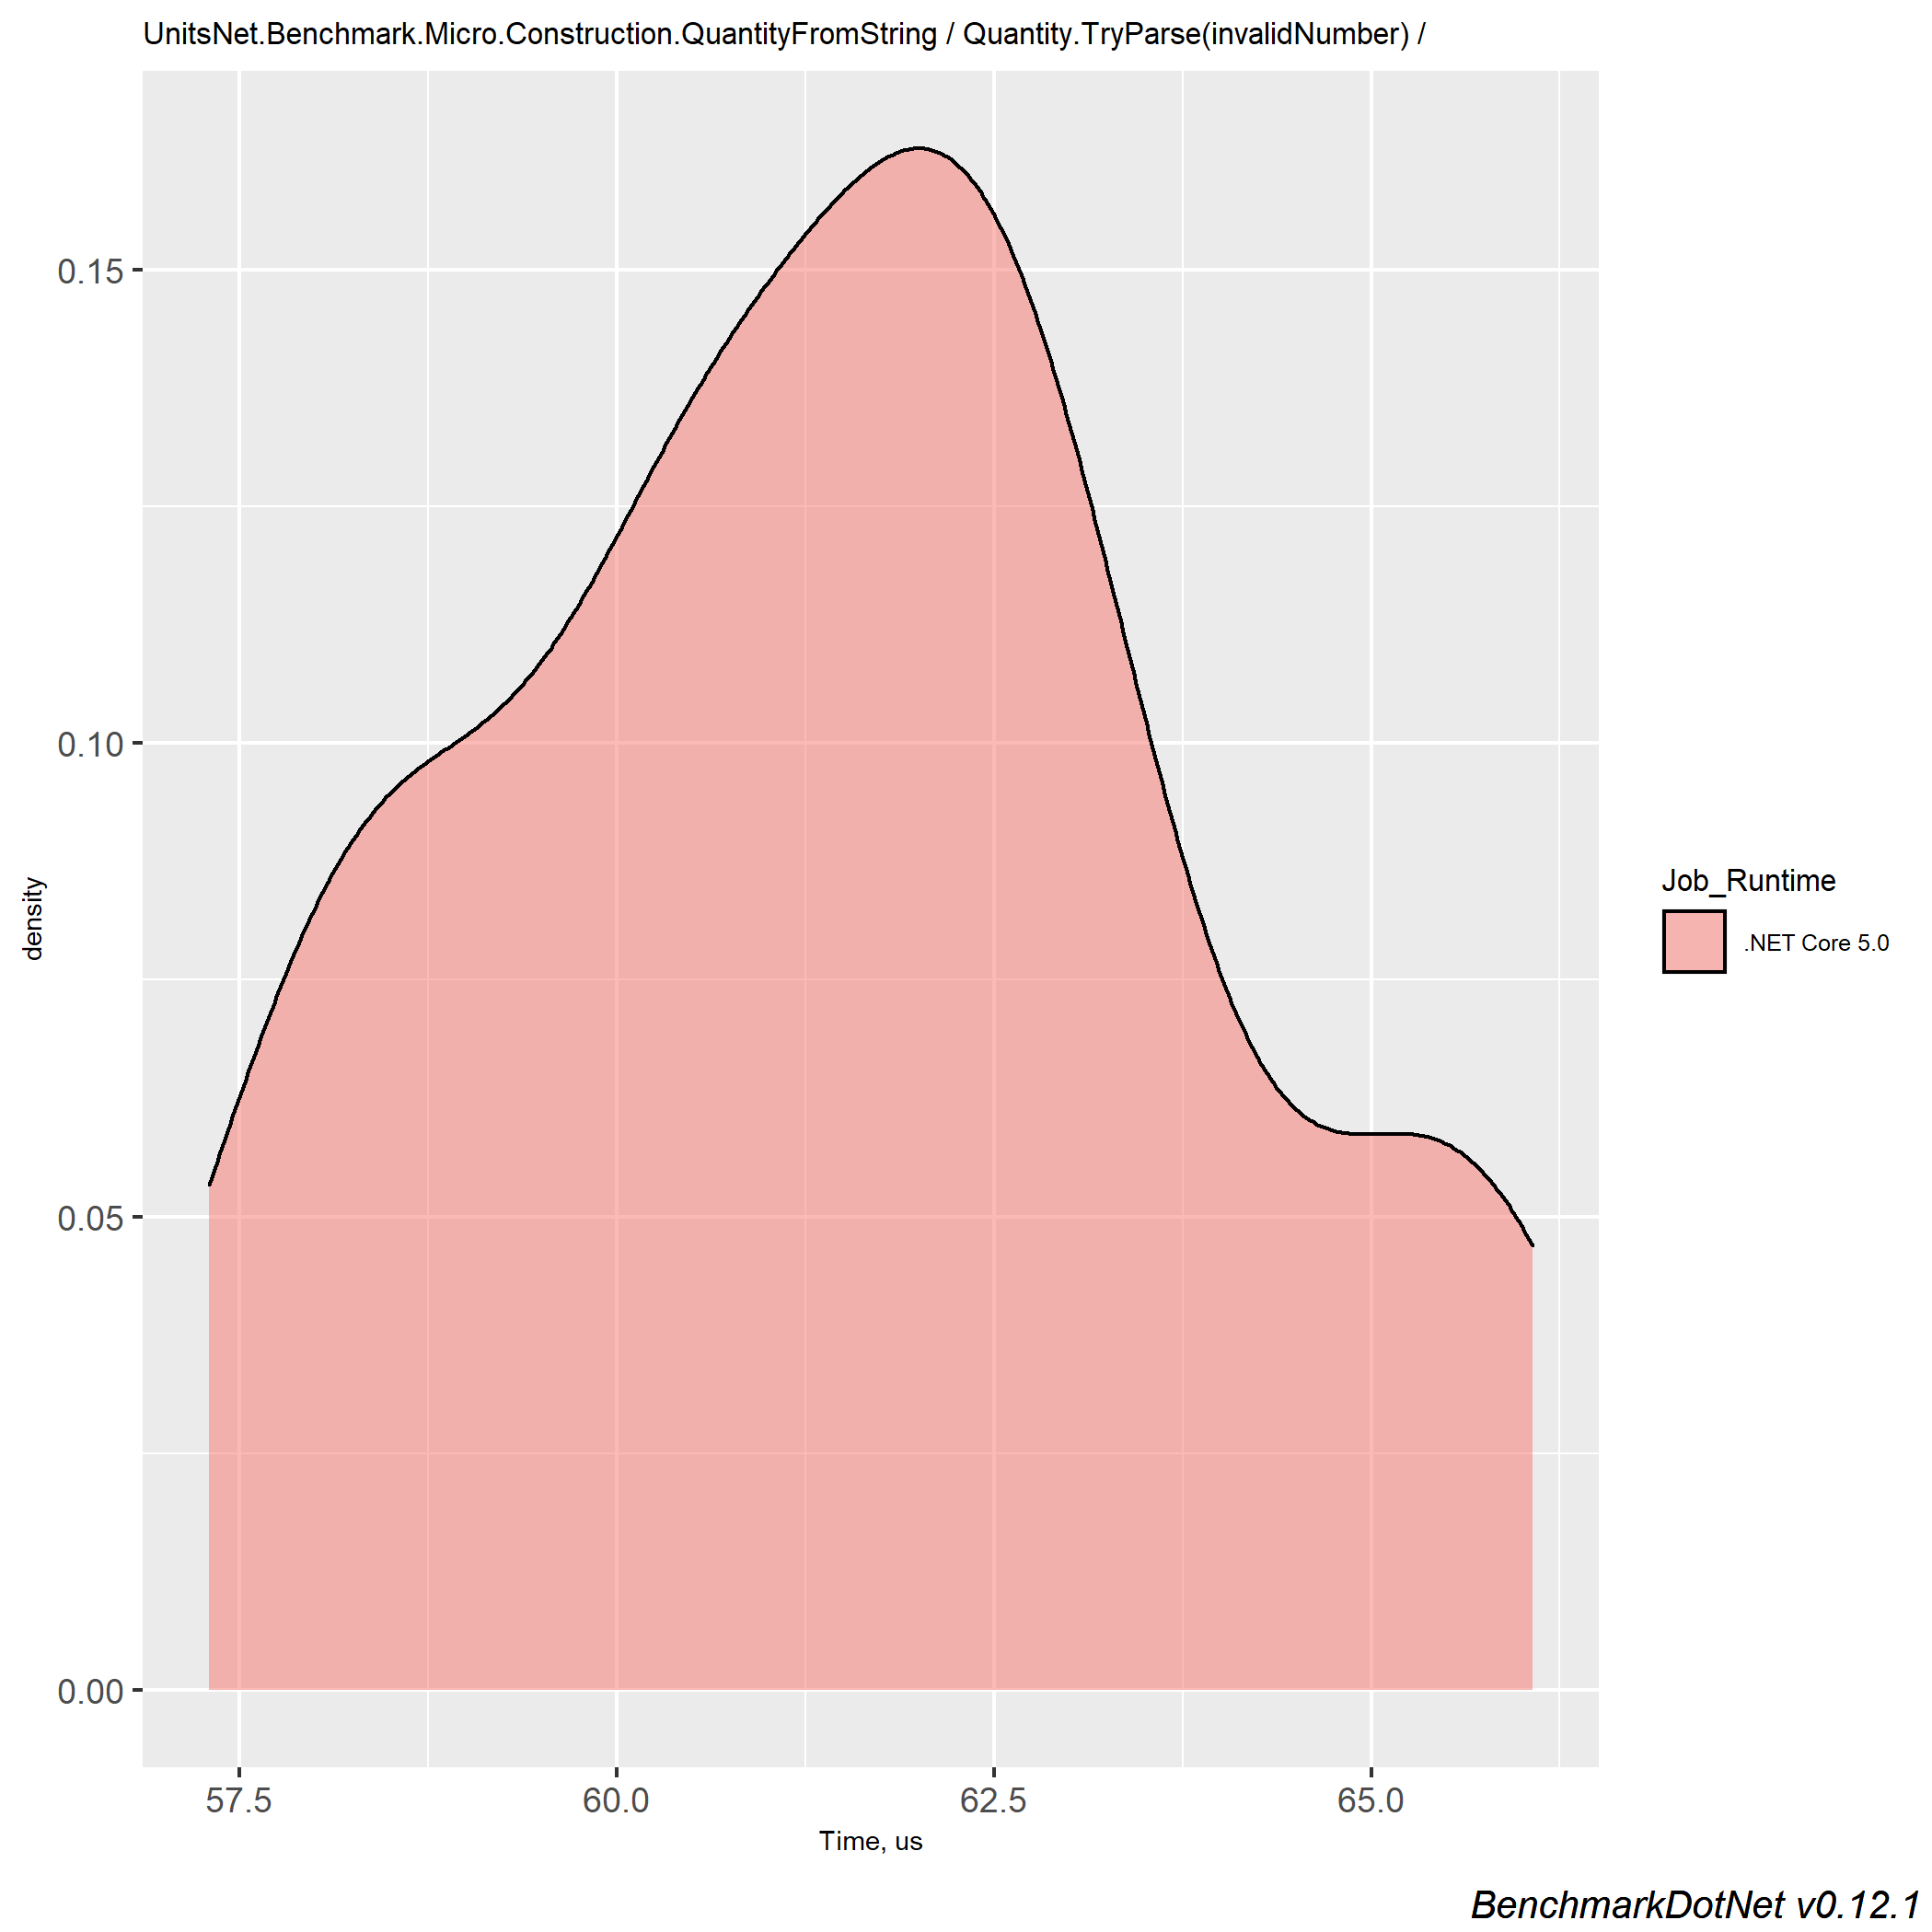 UnitsNet.Benchmark.Micro.Construction.QuantityFromString / Quantity.TryParse(invalidNumber) /
0.15
0.10
0.05
0.00
density
57.5 60.0 62.5 65.0
Time, us
Job_Runtime
.NET Core 5.0
BenchmarkDotNet v0.12.1